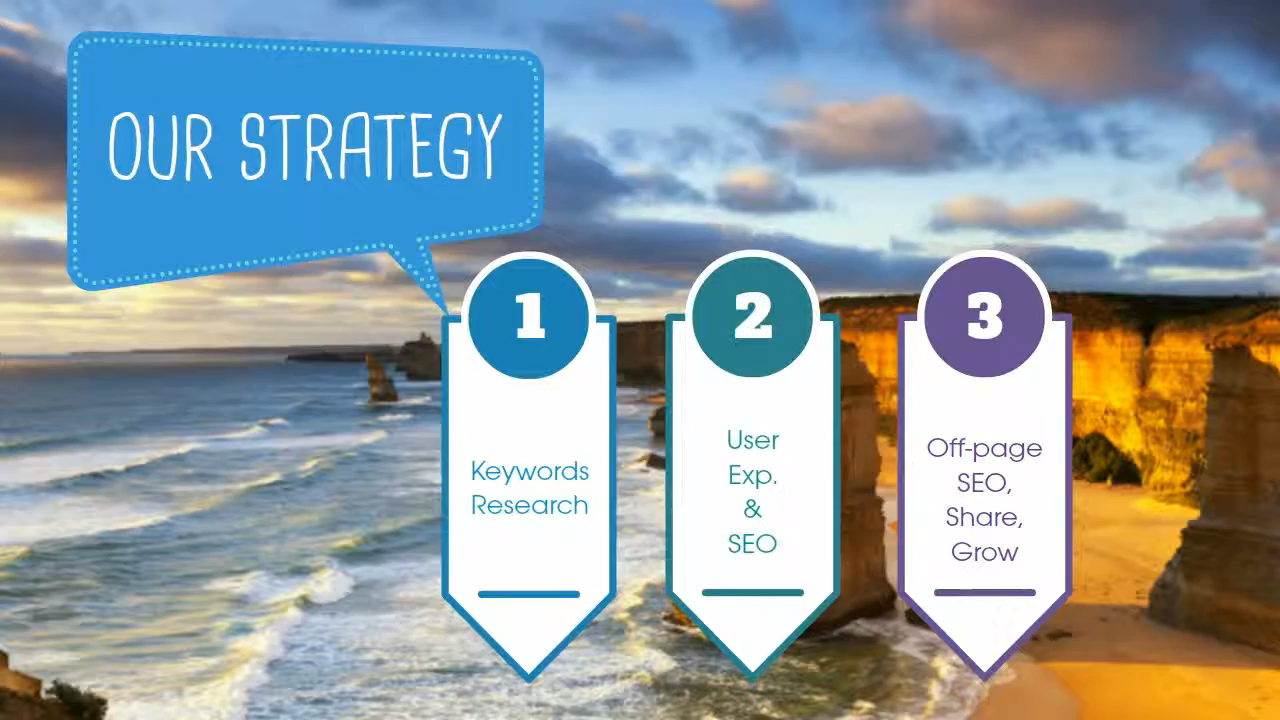 OUR STRATEGY
1
Keywords
Research
2
User
Exp.
&
SEO
3
Off-page
SEO,
Share,
Grow